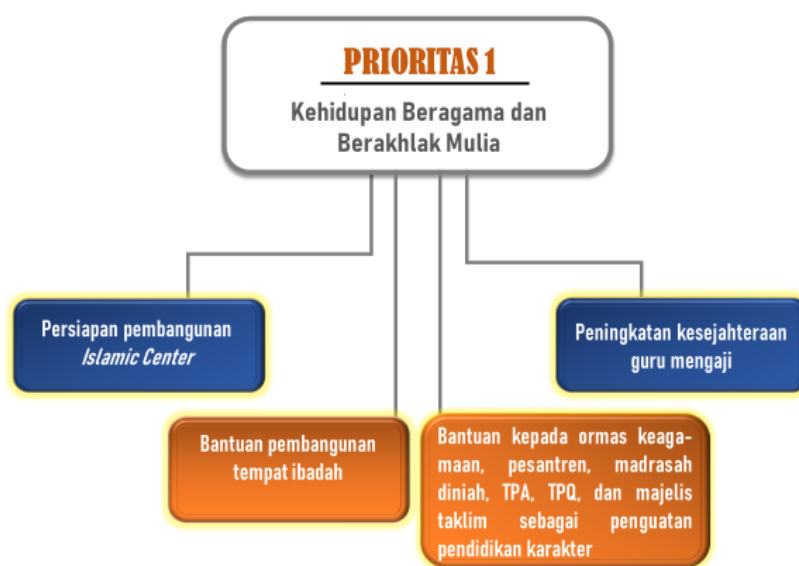 PRIORITAS 1
Kehidupan Beragama dan
Berakhlak Mulia
Persiapan pembangunan
Islamic Center
Peningkatan kesejahteraan
guru mengaji
Bantuan pembangunan
tempat ibadah
Bantuan kepada ormas keaga-
maan, pesantren, madrasah
diniah, TPA, TPQ, dan majelis
taklim sebagai penguatan
pendidikan karakter